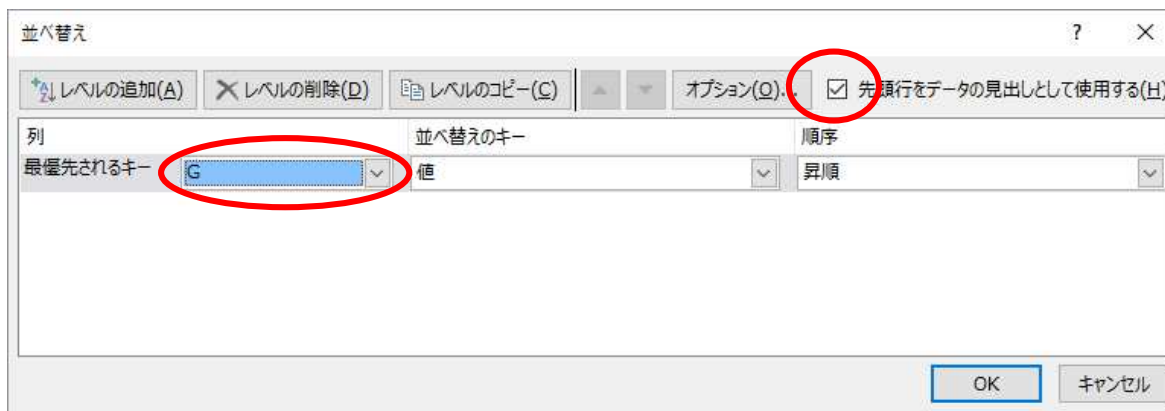 並べ替え ? ×
レベルの追加(A) レベルの削除(D) レベルのコピー(C) オプション(O)... 先頭行をデータの見出しとして使用する(H)
列 並べ替えのキー 順序
最優先されるキー G 値 昇順
OK キャンセル